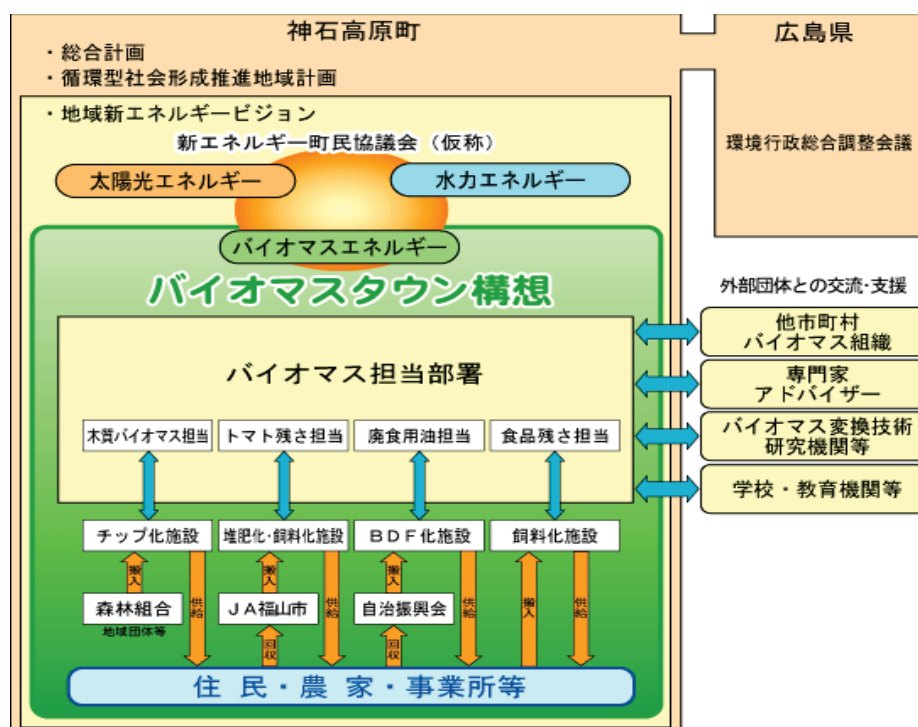 神石高原町
・総合計画
・循環型社会形成推進地域計画
・地域新エネルギービジョン
新エネルギー町民協議会（仮称）
太陽光エネルギー
水力エネルギー
バイオマスエネルギー
バイオマスタウン構想
バイオマス担当部署
木質バイオマス担当
トマト残さ担当
廃食用油担当
食品残さ担当
チップ化施設
堆肥化・飼料化施設
ＢＤＦ化施設
飼料化施設
搬入
搬入
搬入
搬入
供給
供給
供給
供給
森林組合
地域団体等
ＪＡ福山市
自治振興会
回収
回収
住民・農家・事業所等
広島県
環境行政総合調整会議
外部団体との交流・支援
他市町村
バイオマス組織
専門家
アドバイザー
バイオマス変換技術
研究機関等
学校・教育機関等